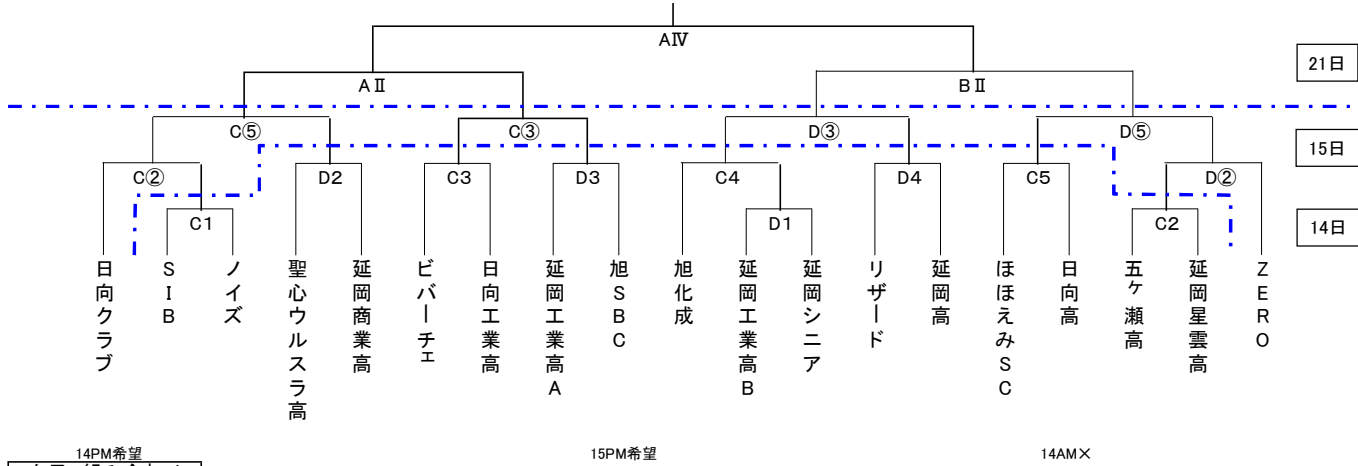 AⅣ
21日
AⅡ
BⅡ
C⑤
C③
D③
D⑤
15日
C②
D2
C3
D3
C4
D4
C5
D②
C1
D1
C2
14日
日向クラブ
SIB
ノイズ
聖心ウルスラ高
延岡商業高
ビバーチェ
日向工業高
延岡工業高A
旭SBC
旭化成
延岡工業高B
延岡シニア
リザード
延岡高
ほほえみSC
日向高
五ヶ瀬高
延岡星雲高
ZERO
14PM希望
15PM希望
14AM×